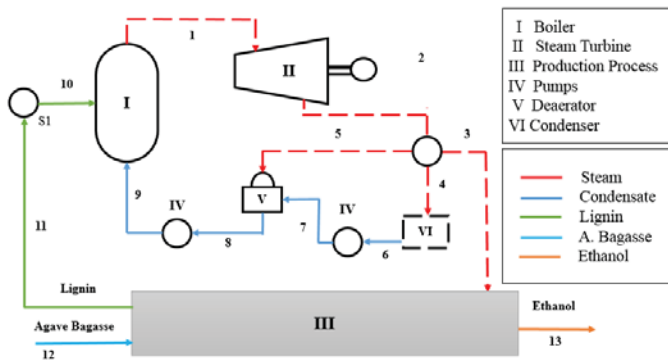 1
2
10
I
II
S1
I Boiler
II Steam Turbine
III Production Process
IV Pumps
V Deaerator
VI Condenser
5
3
4
9
IV
V
7
IV
VI
8
6
11
Steam
Condensate
Lignin
A. Bagasse
Ethanol
Lignin
Ethanol
III
Agave Bagasse
12
13